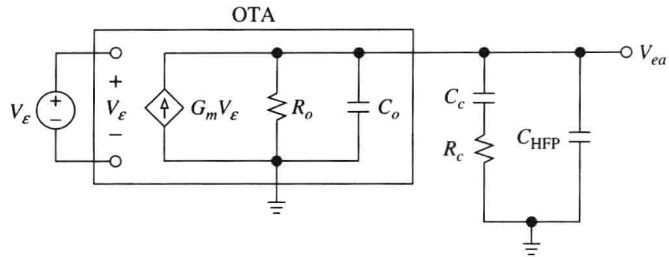 OTA
V_ε
+
−
+
V_ε
−
G_mV_ε
R_o
C_o
C_c
R_c
C_HFP
V_ea